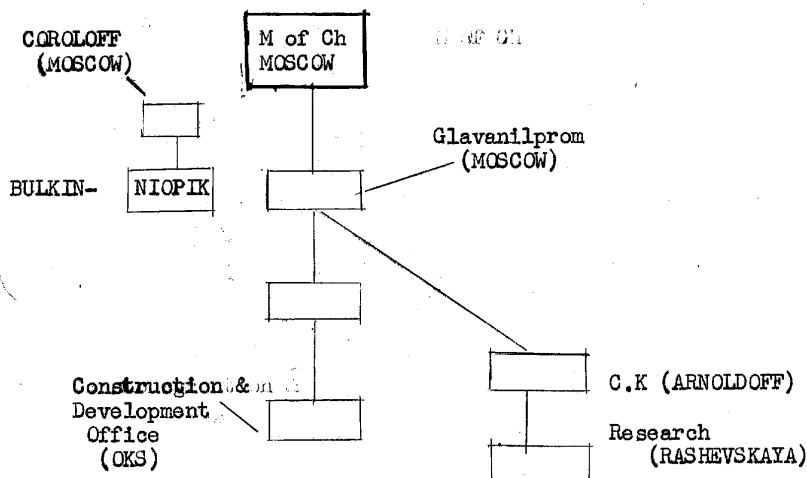 COROLOFF
(MOSCOW)
M of Ch
MOSCOW
Glavanilprom
(MOSCOW)
BULKIN-
NIOPIK
Construction &
Development
Office
(OKS)
C.K (ARNOLDOFF)
Research
(RASHEVSKAYA)